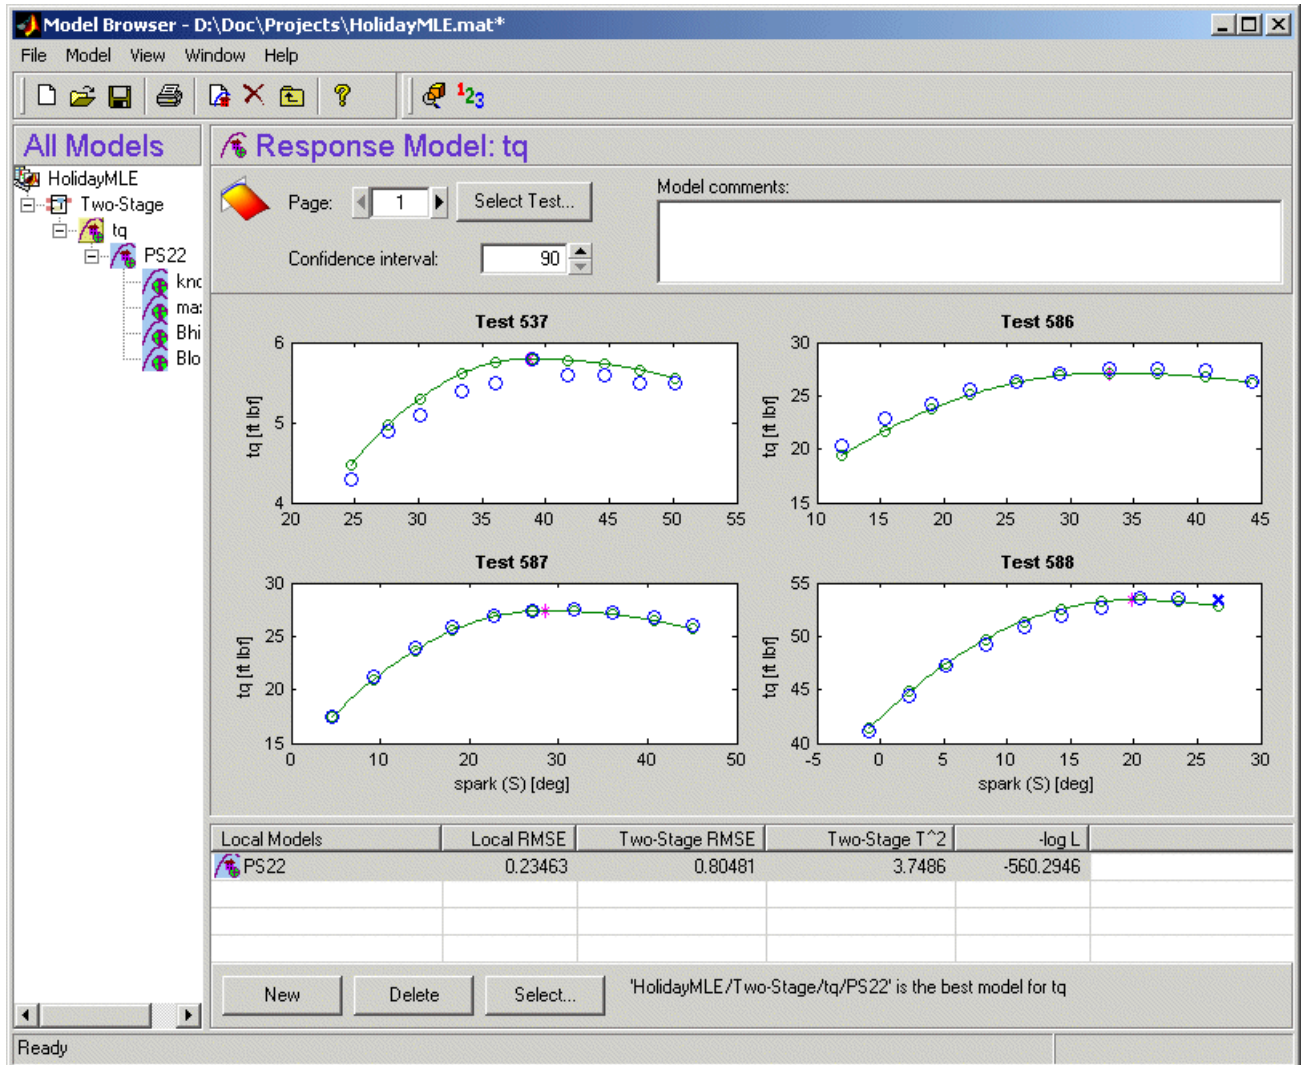 Model Browser - D:\Doc\Projects\HolidayMLE.mat*
File Model View Window Help
1 2 3
All Models
HolidayMLE
Two-Stage
tq
PS22
kno
ma
Bhi
Blo
Response Model: tq
Page: 1 Select Test...
Confidence interval: 90
Model comments:
Test 537
6
5
4
tq [ft lbf]
20 25 30 35 40 45 50 55
Test 586
30
25
20
15
tq [ft lbf]
10 15 20 25 30 35 40 45
Test 587
30
25
20
15
tq [ft lbf]
0 10 20 30 40 50
spark (S) [deg]
Test 588
55
50
45
40
tq [ft lbf]
-5 0 5 10 15 20 25 30
spark (S) [deg]
Local Models Local RMSE Two-Stage RMSE Two-Stage T^2 -log L
PS22 0.23463 0.80481 3.7486 -560.2946
New Delete Select... 'HolidayMLE/Two-Stage/tq/PS22' is the best model for tq
Ready